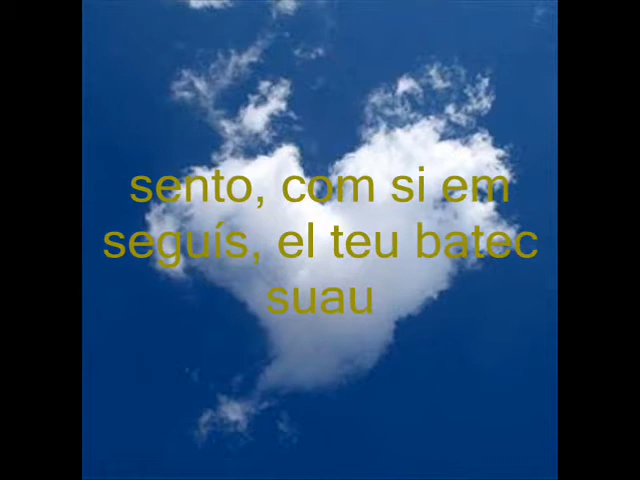 sento, com si em
seguís, el teu batec
suau